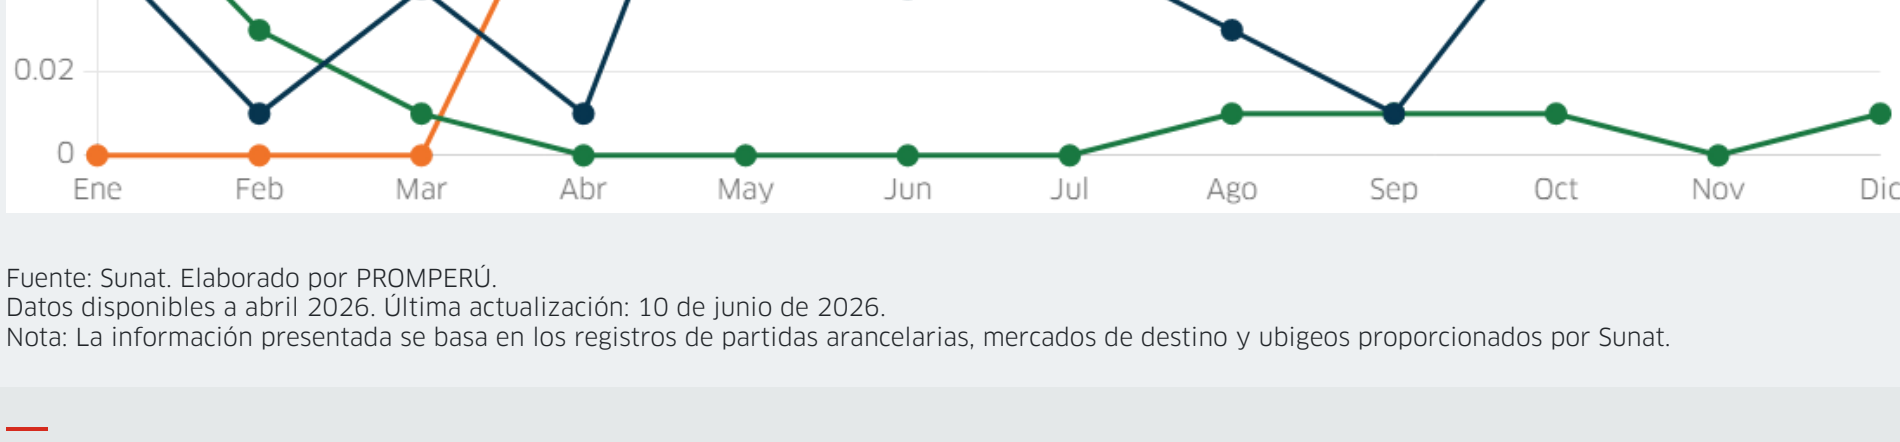 0.02
0
Ene Feb Mar Abr May Jun Jul Ago Sep Oct Nov Dic
Fuente: Sunat. Elaborado por PROMPERÚ.
Datos disponibles a abril 2026. Última actualización: 10 de junio de 2026.
Nota: La información presentada se basa en los registros de partidas arancelarias, mercados de destino y ubigeos proporcionados por Sunat.